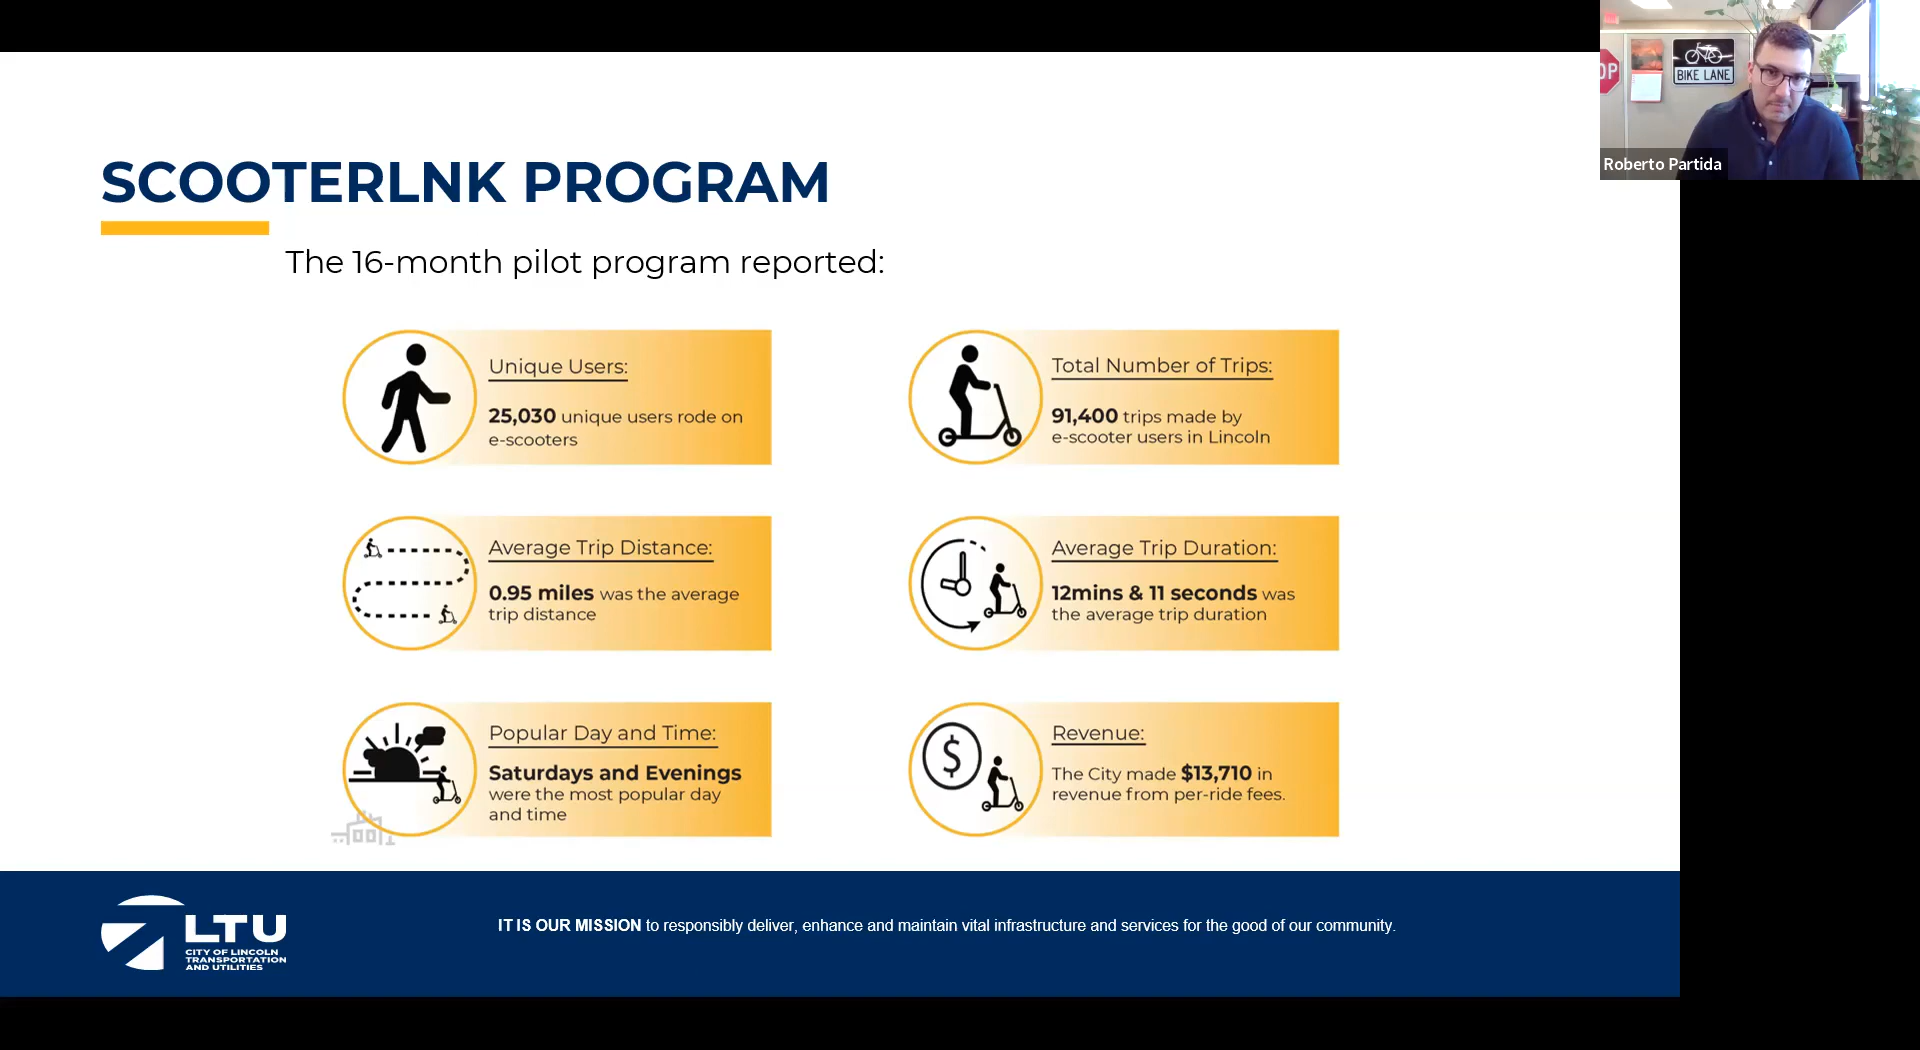 SCOOTERLNK PROGRAM
The 16-month pilot program reported:
Unique Users:
25,030 unique users rode on
e-scooters
Total Number of Trips:
91,400 trips made by
e-scooter users in Lincoln
Average Trip Distance:
0.95 miles was the average
trip distance
Average Trip Duration:
12mins & 11 seconds was
the average trip duration
Popular Day and Time:
Saturdays and Evenings
were the most popular day
and time
Revenue:
$
The City made $13,710 in
revenue from per-ride fees.
LTU
CITY OF LINCOLN
TRANSPORTATION
AND UTILITIES
IT IS OUR MISSION to responsibly deliver, enhance and maintain vital infrastructure and services for the good of our community.
OP
BIKE LANE
Roberto Partida